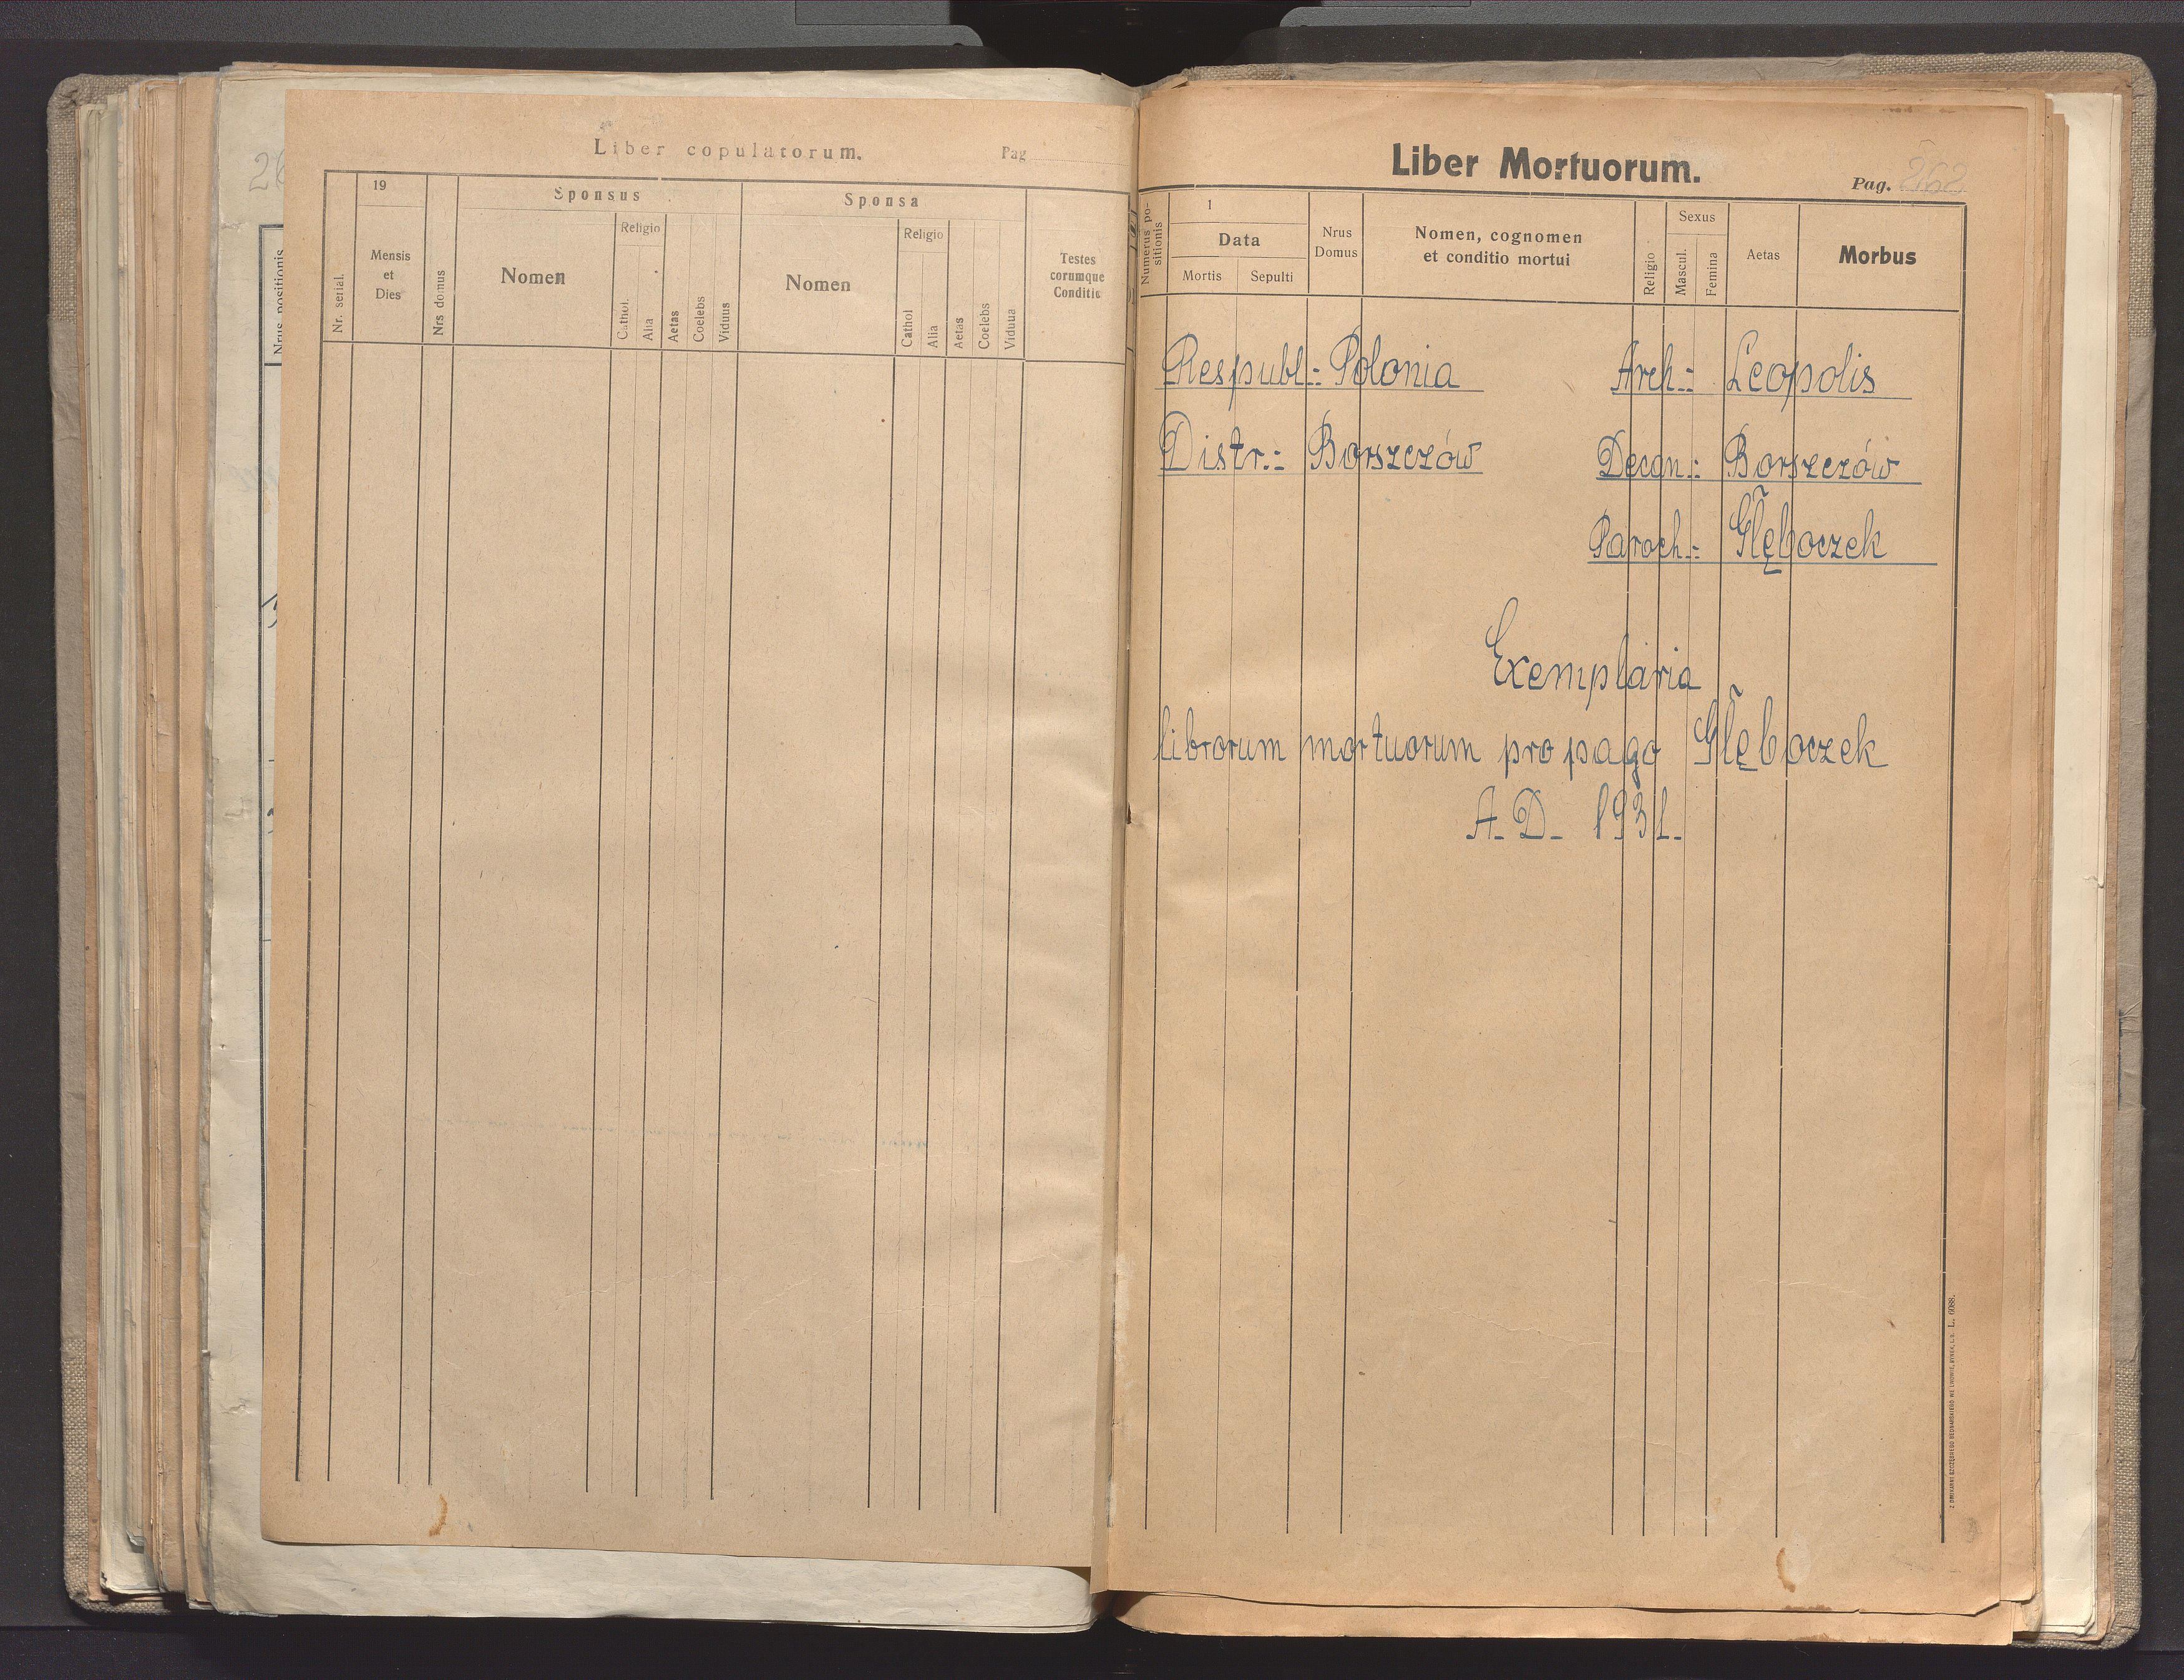 Liber copulatorum.
Pag
Nr. serial.
19
Mensis
et
Dies
Nrs domus
Sponsus
Nomen
Religio
Cathol.
Alia
Aetas
Coelebs
Viduus
Sponsa
Nomen
Religio
Cathol
Alia
Aetas
Coelebs
Vidua
Testes
eorumque
Conditio
Nrus positionis
Liber Mortuorum.
Pag. 262
Numerus po-
sitionis
1
Data
Mortis
Sepulti
Nrus
Domus
Nomen, cognomen
et conditio mortui
Religio
Sexus
Mascul.
Femina
Aetas
Morbus
Respubl.: Polonia
Arch.: Leopolis
Distr.: Borszczów
Decan.: Borszczów
Paroch.: Głęboczek
Exemplaria
librorum mortuorum pro pago Głęboczek
A. D. 1931.